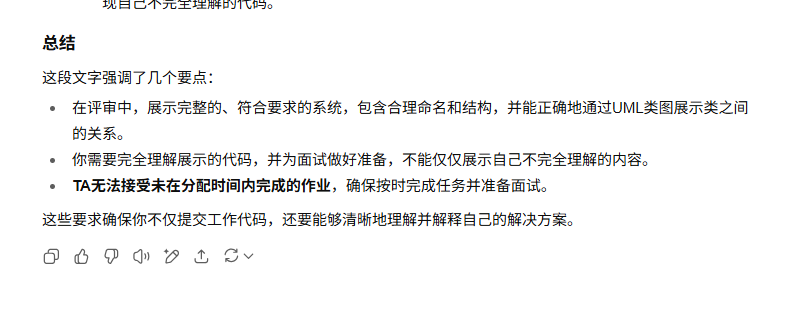 现自己不完全理解的代码。
总结
这段文字强调了几个要点：
在评审中，展示完整的、符合要求的系统，包含合理命名和结构，并能正确地通过UML类图展示类之间
的关系。
你需要完全理解展示的代码，并为面试做好准备，不能仅仅展示自己不完全理解的内容。
TA无法接受未在分配时间内完成的作业，确保按时完成任务并准备面试。
这些要求确保你不仅提交工作代码，还要能够清晰地理解并解释自己的解决方案。